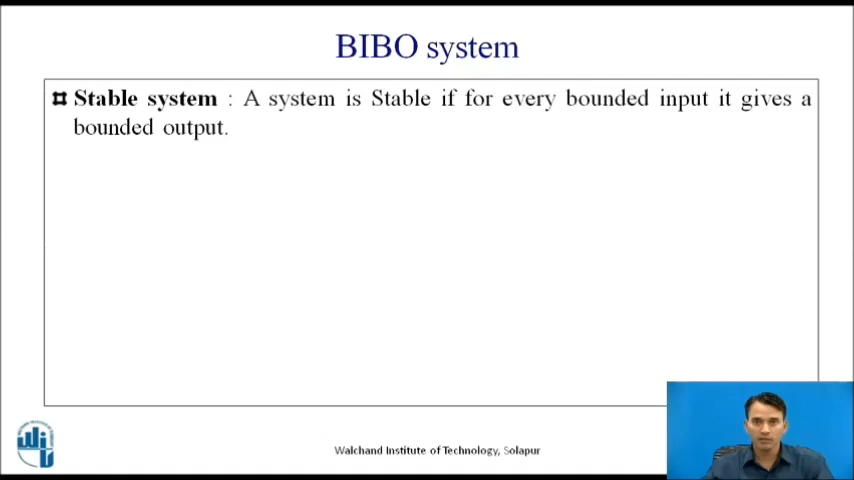 BIBO system
Stable system : A system is Stable if for every bounded input it gives a
bounded output.
Walchand Institute of Technology, Solapur